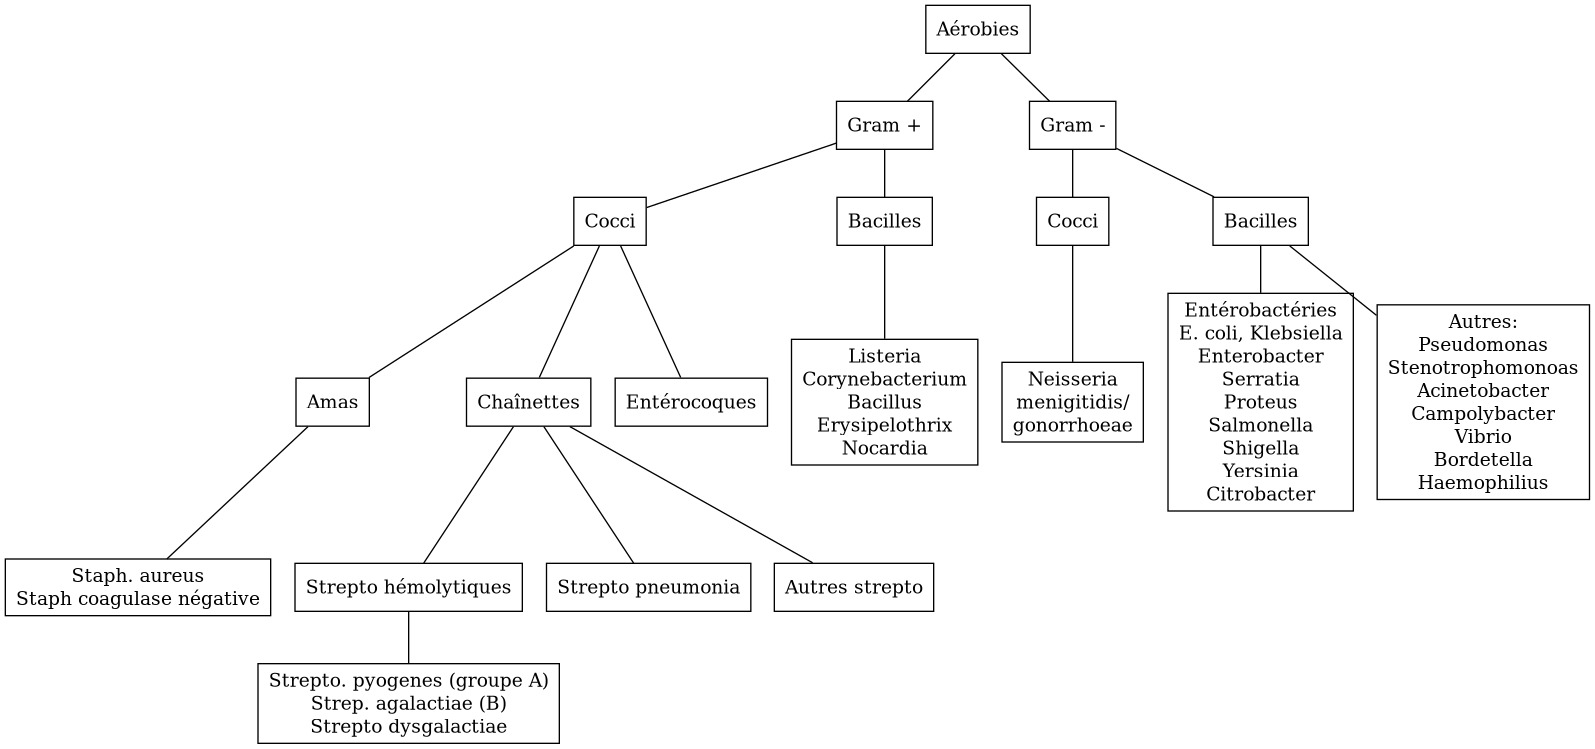 Aérobies
Gram +
Gram -
Cocci
Bacilles
Cocci
Bacilles
Amas
Chaînettes
Entérocoques
Listeria
Corynebacterium
Bacillus
Erysipelothrix
Nocardia
Neisseria
menigitidis/
gonorrhoeae
Entérobactéries
E. coli, Klebsiella
Enterobacter
Serratia
Proteus
Salmonella
Shigella
Yersinia
Citrobacter
Autres:
Pseudomonas
Stenotrophomonoas
Acinetobacter
Campolybacter
Vibrio
Bordetella
Haemophilius
Staph. aureus
Staph coagulase négative
Strepto hémolytiques
Strepto pneumonia
Autres strepto
Strepto. pyogenes (groupe A)
Strep. agalactiae (B)
Strepto dysgalactiae